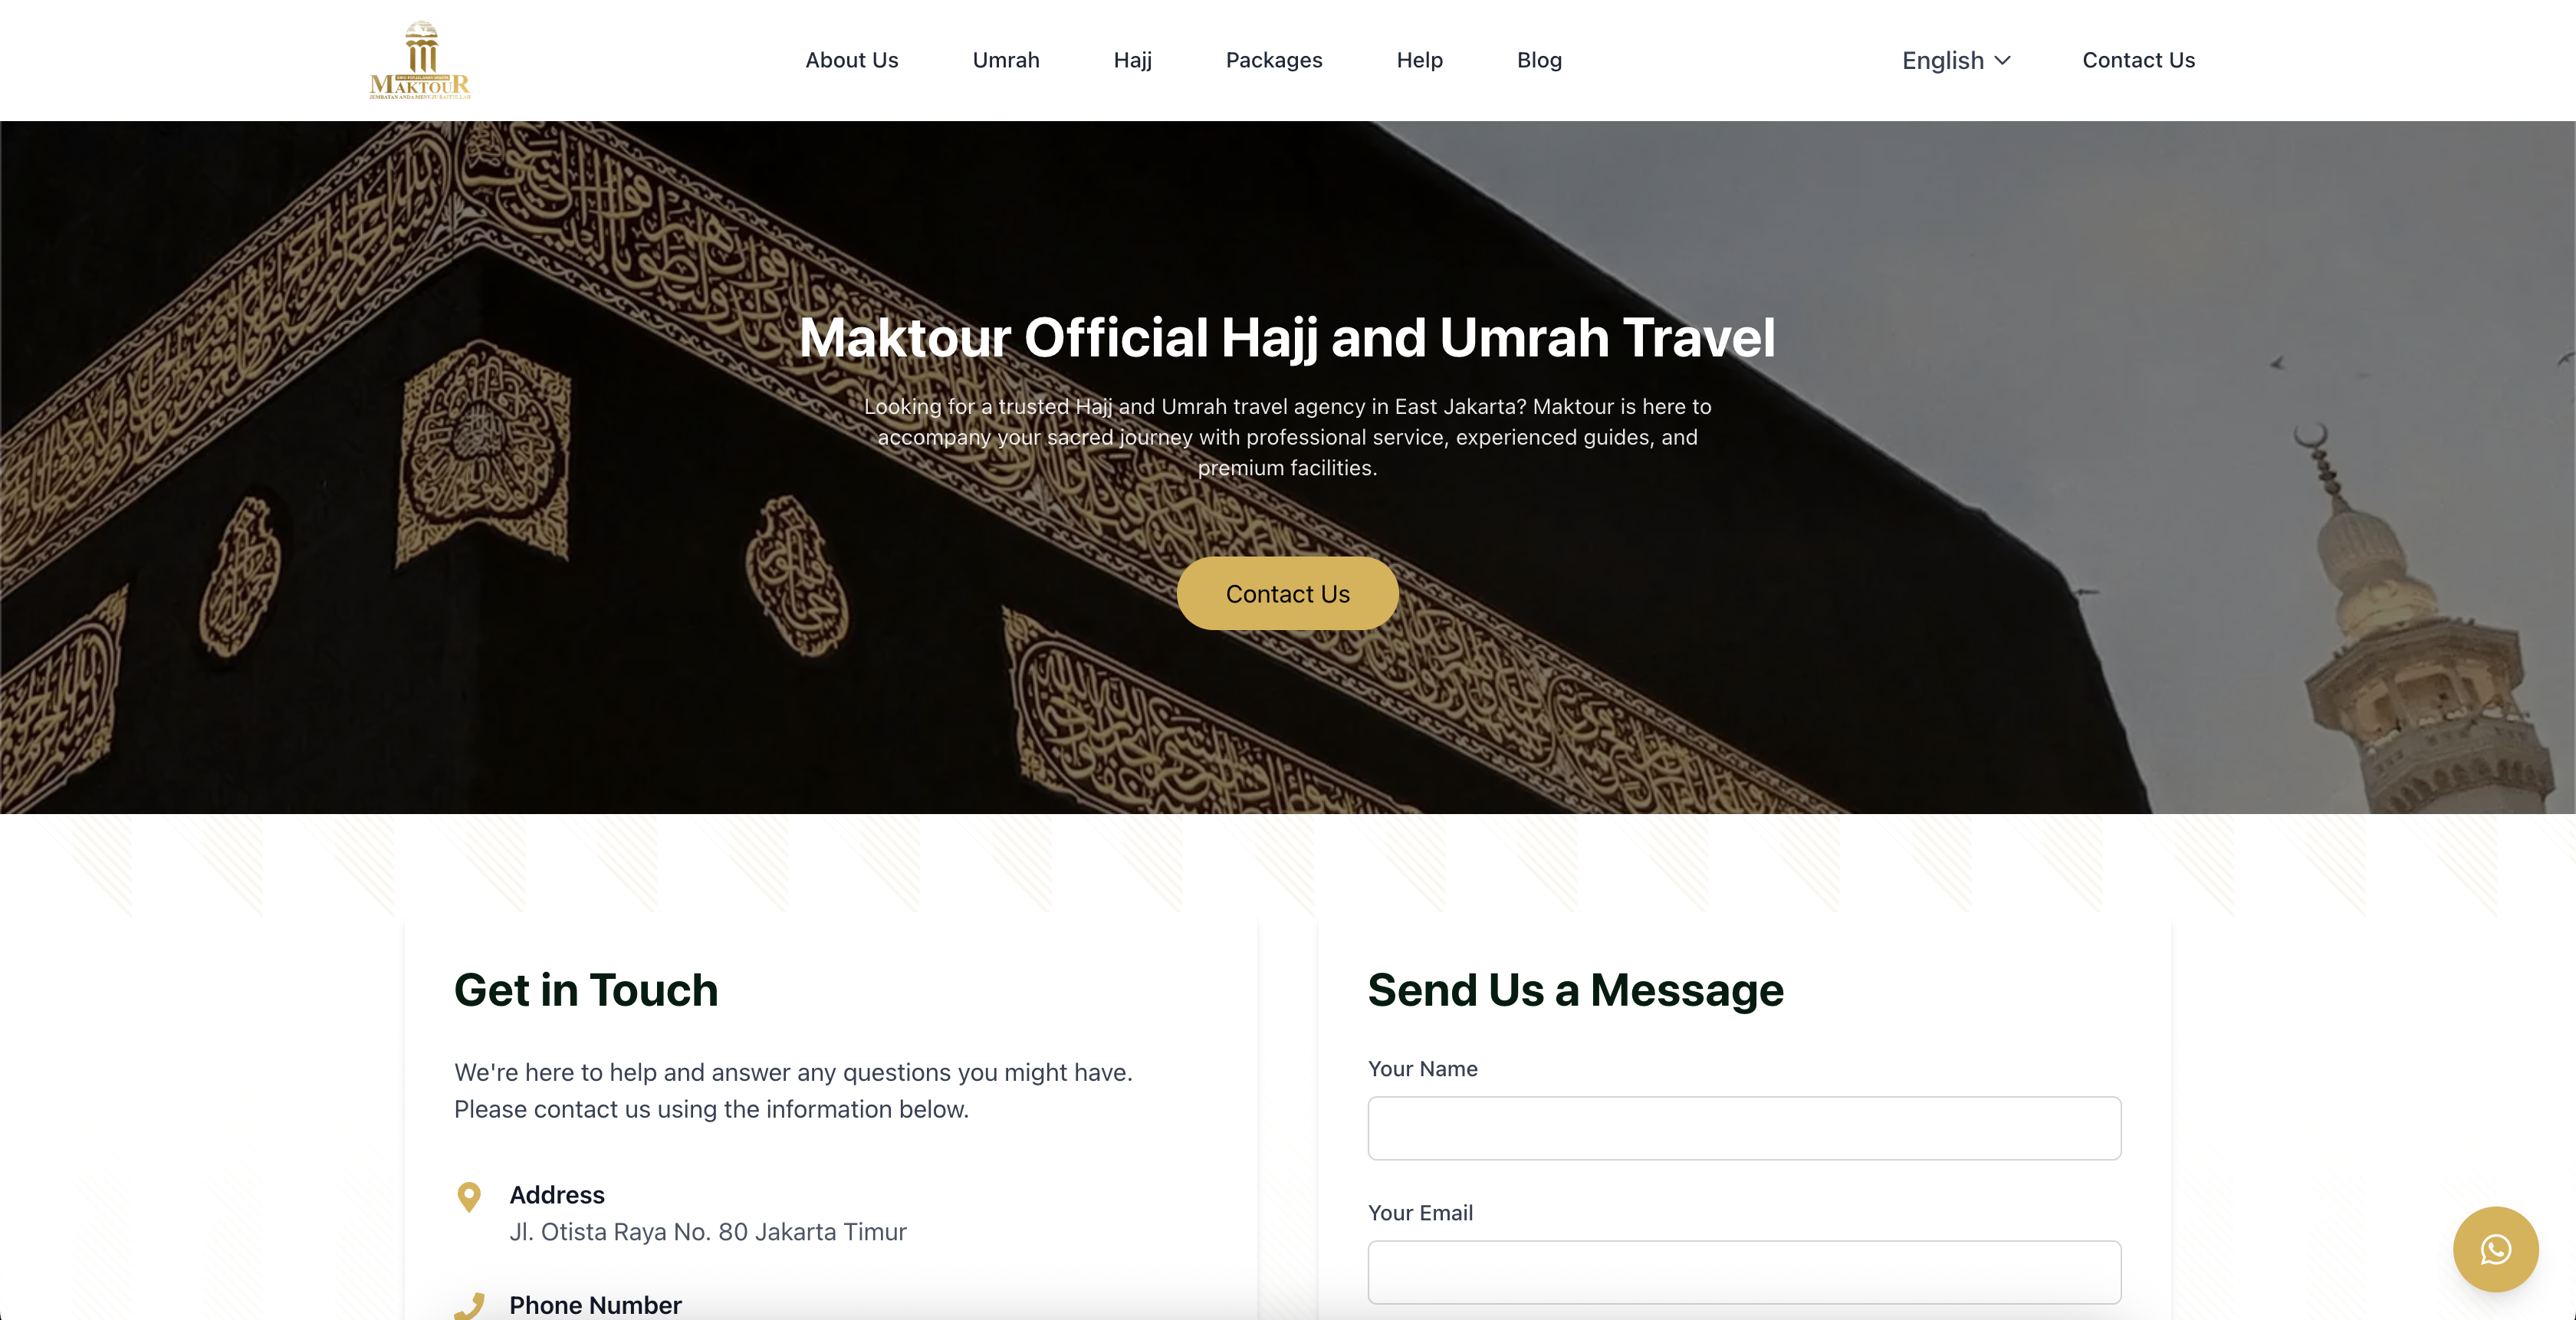 MAKTOUR
JEMBATAN ANDA MENUJU BAITULLAH
About Us
Umrah
Hajj
Packages
Help
Blog
English
Contact Us
Maktour Official Hajj and Umrah Travel
Looking for a trusted Hajj and Umrah travel agency in East Jakarta? Maktour is here to
accompany your sacred journey with professional service, experienced guides, and
premium facilities.
Contact Us
Get in Touch
We're here to help and answer any questions you might have.
Please contact us using the information below.
Address
Jl. Otista Raya No. 80 Jakarta Timur
Phone Number
Send Us a Message
Your Name
Your Email